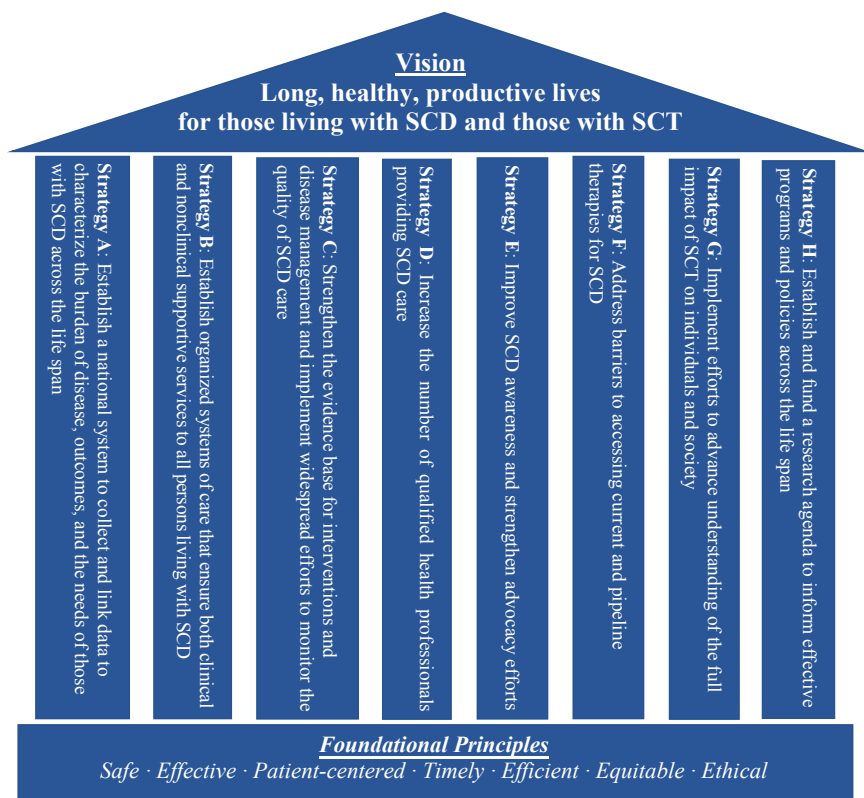 Vision
Long, healthy, productive lives
for those living with SCD and those with SCT
Strategy A: Establish a national system to collect and link data to
characterize the burden of disease, outcomes, and the needs of those
with SCD across the life span
Strategy B: Establish organized systems of care that ensure both clinical
and nonclinical supportive services to all persons living with SCD
Strategy C: Strengthen the evidence base for interventions and
disease management and implement widespread efforts to monitor the
quality of SCD care
Strategy D: Increase the number of qualified health professionals
providing SCD care
Strategy E: Improve SCD awareness and strengthen advocacy efforts
Strategy F: Address barriers to accessing current and pipeline
therapies for SCD
Strategy G: Implement efforts to advance understanding of the full
impact of SCT on individuals and society
Strategy H: Establish and fund a research agenda to inform effective
programs and policies across the life span
Foundational Principles
Safe · Effective · Patient-centered · Timely · Efficient · Equitable · Ethical